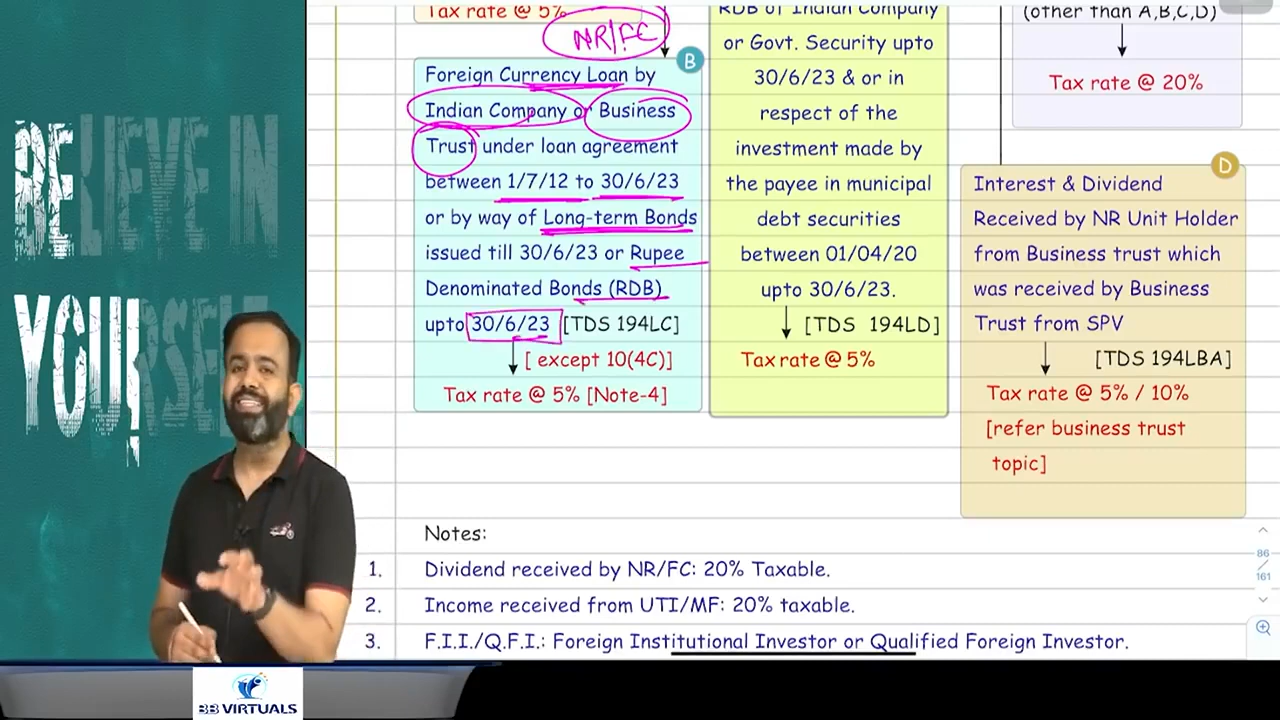 BELIEVE IN
YOURSELF
Tax rate @ 5%
NR/FC
B
Foreign Currency Loan by
Indian Company or Business
Trust under loan agreement
between 1/7/12 to 30/6/23
or by way of Long-term Bonds
issued till 30/6/23 or Rupee
Denominated Bonds (RDB)
upto 30/6/23 [TDS 194LC]
[ except 10(4C)]
Tax rate @ 5% [Note-4]
RDB of Indian Company
or Govt. Security upto
30/6/23 & or in
respect of the
investment made by
the payee in municipal
debt securities
between 01/04/20
upto 30/6/23.
[TDS 194LD]
Tax rate @ 5%
(other than A,B,C,D)
Tax rate @ 20%
D
Interest & Dividend
Received by NR Unit Holder
from Business trust which
was received by Business
Trust from SPV
[TDS 194LBA]
Tax rate @ 5% / 10%
[refer business trust
topic]
Notes:
1. Dividend received by NR/FC: 20% Taxable.
2. Income received from UTI/MF: 20% taxable.
3. F.I.I./Q.F.I.: Foreign Institutional Investor or Qualified Foreign Investor.
86
/
161
BB VIRTUALS